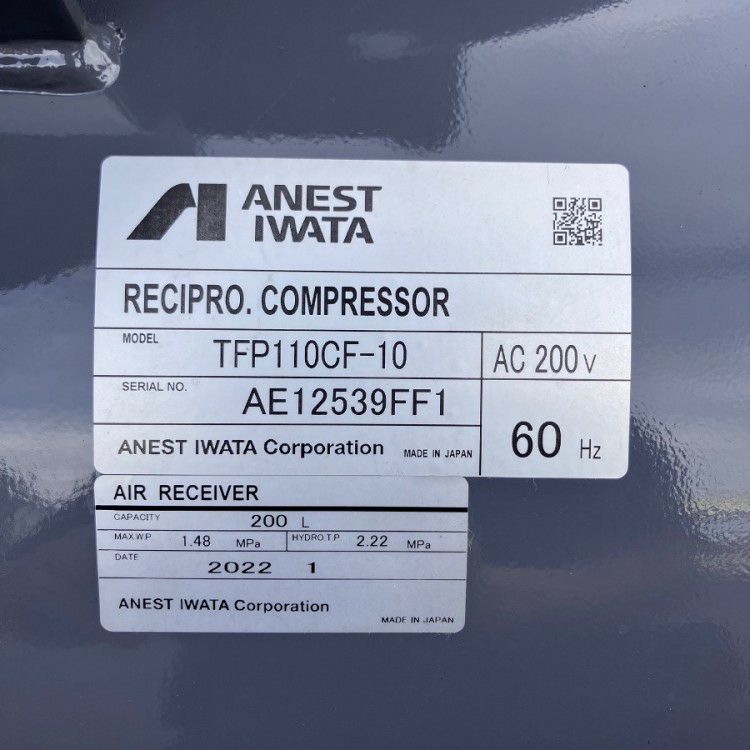 ANEST
IWATA
RECIPRO. COMPRESSOR
MODEL TFP110CF-10 AC 200 V
SERIAL NO. AE12539FF1
60 Hz
ANEST IWATA Corporation MADE IN JAPAN
AIR RECEIVER
CAPACITY 200 L
MAX.W.P 1.48 MPa HYDRO.T.P 2.22 MPa
DATE 2022 1
ANEST IWATA Corporation
MADE IN JAPAN